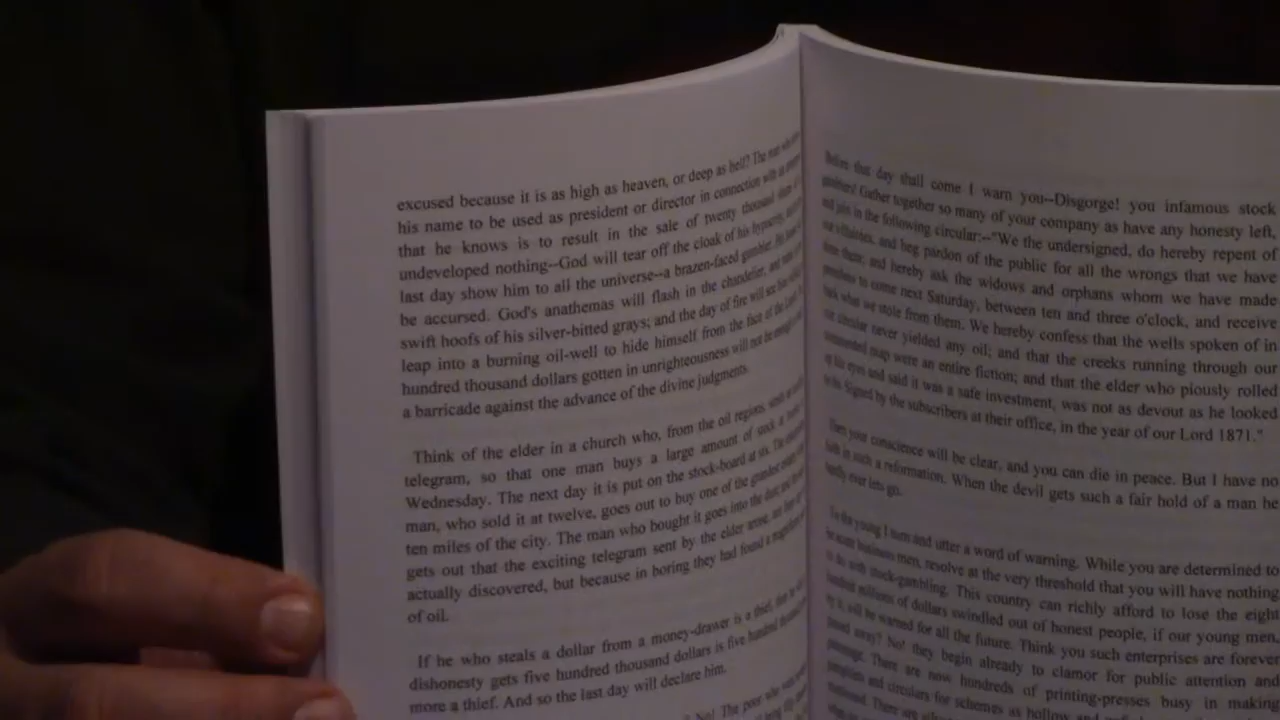 excused because it is as high as heaven, or deep as hell? The man who
his name to be used as president or director in connection with
that he knows is to result in the sale of twenty thousand
undeveloped nothing--God will tear off the cloak of his hypocrisy,
last day show him to all the universe--a brazen-faced gambler.
be accursed. God's anathemas will flash in the chandelier, and
swift hoofs of his silver-bitted grays; and the day of fire will see him
leap into a burning oil-well to hide himself from the face of the
hundred thousand dollars gotten in unrighteousness will not be enough
a barricade against the advance of the divine judgments.
Think of the elder in a church who, from the oil regions, sends
telegram, so that one man buys a large amount of stock
Wednesday. The next day it is put on the stock-board at six. The
man, who sold it at twelve, goes out to buy one of the grandest
ten miles of the city. The man who bought it goes into the dust
gets out that the exciting telegram sent by the elder arose,
actually discovered, but because in boring they had found a magnificent
of oil.
If he who steals a dollar from a money-drawer is a thief,
dishonesty gets five hundred thousand dollars is five hundred thousand
more a thief. And so the last day will declare him.
No! The poor who
Before that day shall come I warn you--Disgorge! you infamous stock
gamblers! Gather together so many of your company as have any honesty left,
and join in the following circular:--"We the undersigned, do hereby repent of
our villainies, and beg pardon of the public for all the wrongs that we have
done them; and hereby ask the widows and orphans whom we have made
penniless to come next Saturday, between ten and three o'clock, and receive
back what we stole from them. We hereby confess that the wells spoken of in
our circular never yielded any oil; and that the creeks running through our
map were an entire fiction; and that the elder who piously rolled
up his eyes and said it was a safe investment, was not as devout as he looked
to be. Signed by the subscribers at their office, in the year of our Lord 1871."
Then your conscience will be clear, and you can die in peace. But I have no
faith in such a reformation. When the devil gets such a fair hold of a man he
hardly ever lets go.
To the young I turn and utter a word of warning. While you are determined to
be business men, resolve at the very threshold that you will have nothing
to do with stock-gambling. This country can richly afford to lose the eight
hundred millions of dollars swindled out of honest people, if our young men,
by it, will be warned for all the future. Think you such enterprises are forever
passed away? No! they begin already to clamor for public attention and
patronage. There are now hundreds of printing-presses busy in making
pamphlets and circulars for schemes as hollow and